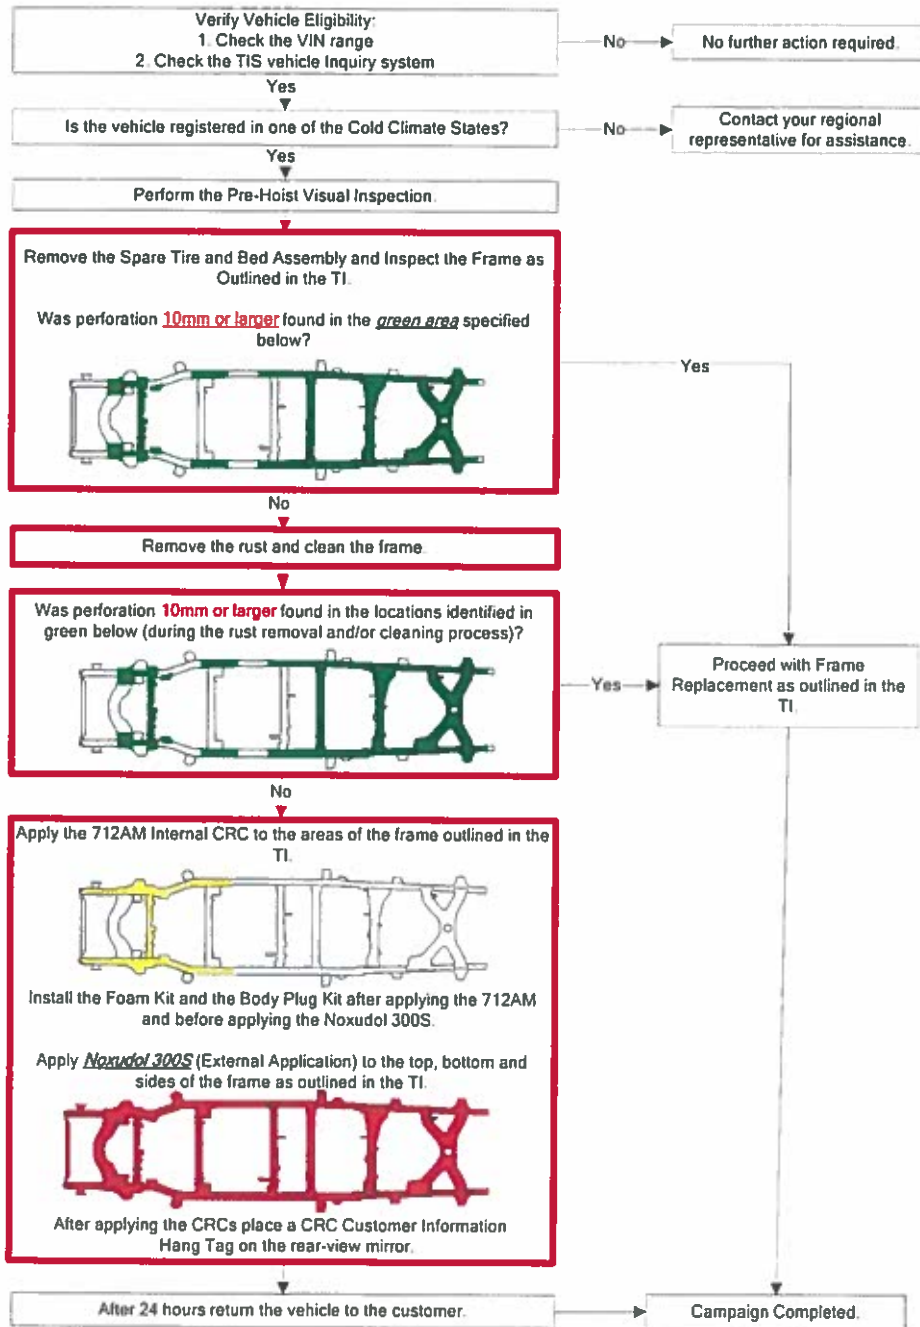 Verify Vehicle Eligibility:
1. Check the VIN range
2. Check the TIS vehicle Inquiry system
No
No further action required.
Yes
Is the vehicle registered in one of the Cold Climate States?
No
Contact your regional
representative for assistance.
Yes
Perform the Pre-Hoist Visual Inspection.
Remove the Spare Tire and Bed Assembly and Inspect the Frame as
Outlined in the TI.
Was perforation 10mm or larger found in the green area specified
below?
Yes
No
Remove the rust and clean the frame.
Was perforation 10mm or larger found in the locations identified in
green below (during the rust removal and/or cleaning process)?
Yes
Proceed with Frame
Replacement as outlined in the
TI.
No
Apply the 712AM Internal CRC to the areas of the frame outlined in the
TI.
Install the Foam Kit and the Body Plug Kit after applying the 712AM
and before applying the Noxudol 300S.
Apply Noxudol 300S (External Application) to the top, bottom and
sides of the frame as outlined in the TI.
After applying the CRCs place a CRC Customer Information
Hang Tag on the rear-view mirror.
After 24 hours return the vehicle to the customer.
Campaign Completed.